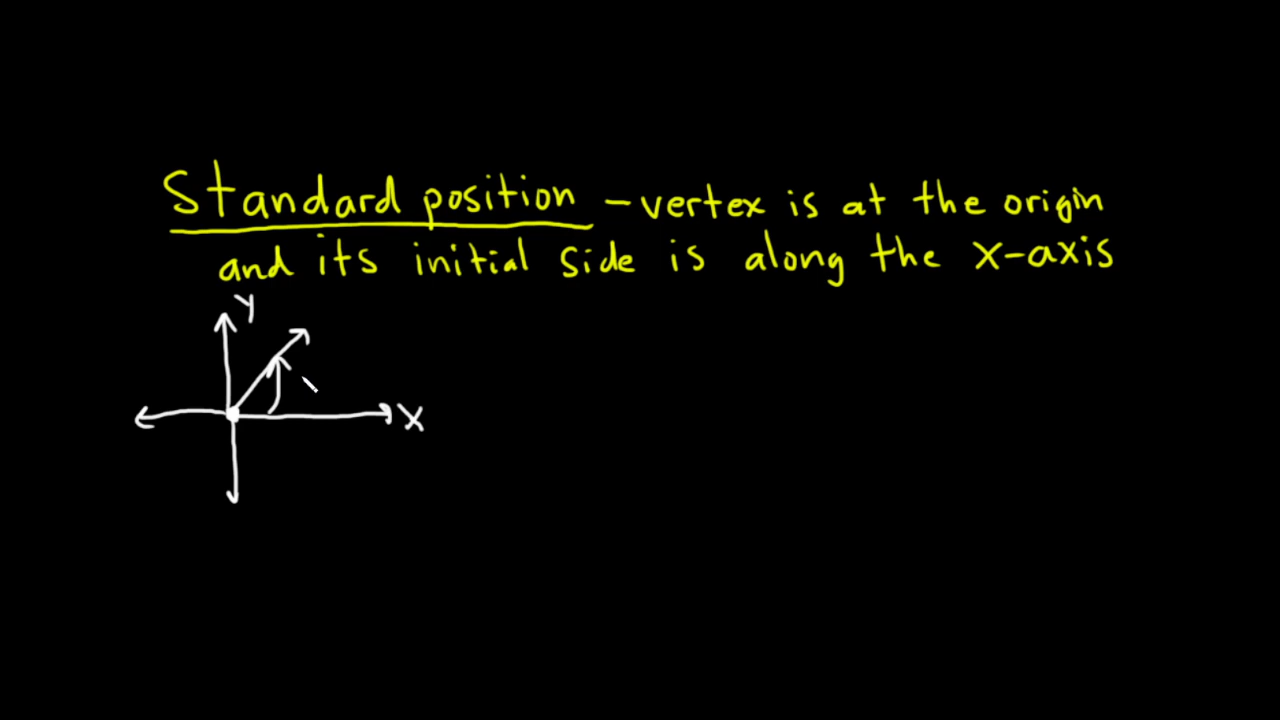 Standard position - vertex is at the origin
and its initial side is along the x-axis
Y
X